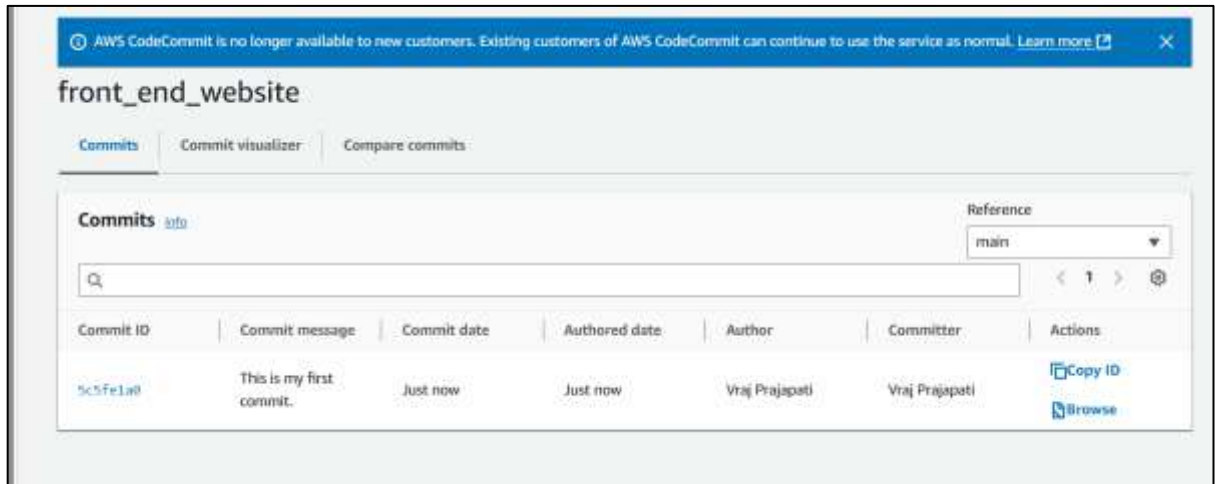 AWS CodeCommit is no longer available to new customers. Existing customers of AWS CodeCommit can continue to use the service as normal. Learn more
front_end_website
Commits
Commit visualizer
Compare commits
Commits Info
Reference
main
1
Commit ID
Commit message
Commit date
Authored date
Author
Committer
Actions
5c5fe1a0
This is my first
commit.
Just now
Just now
Vraj Prajapati
Vraj Prajapati
Copy ID
Browse